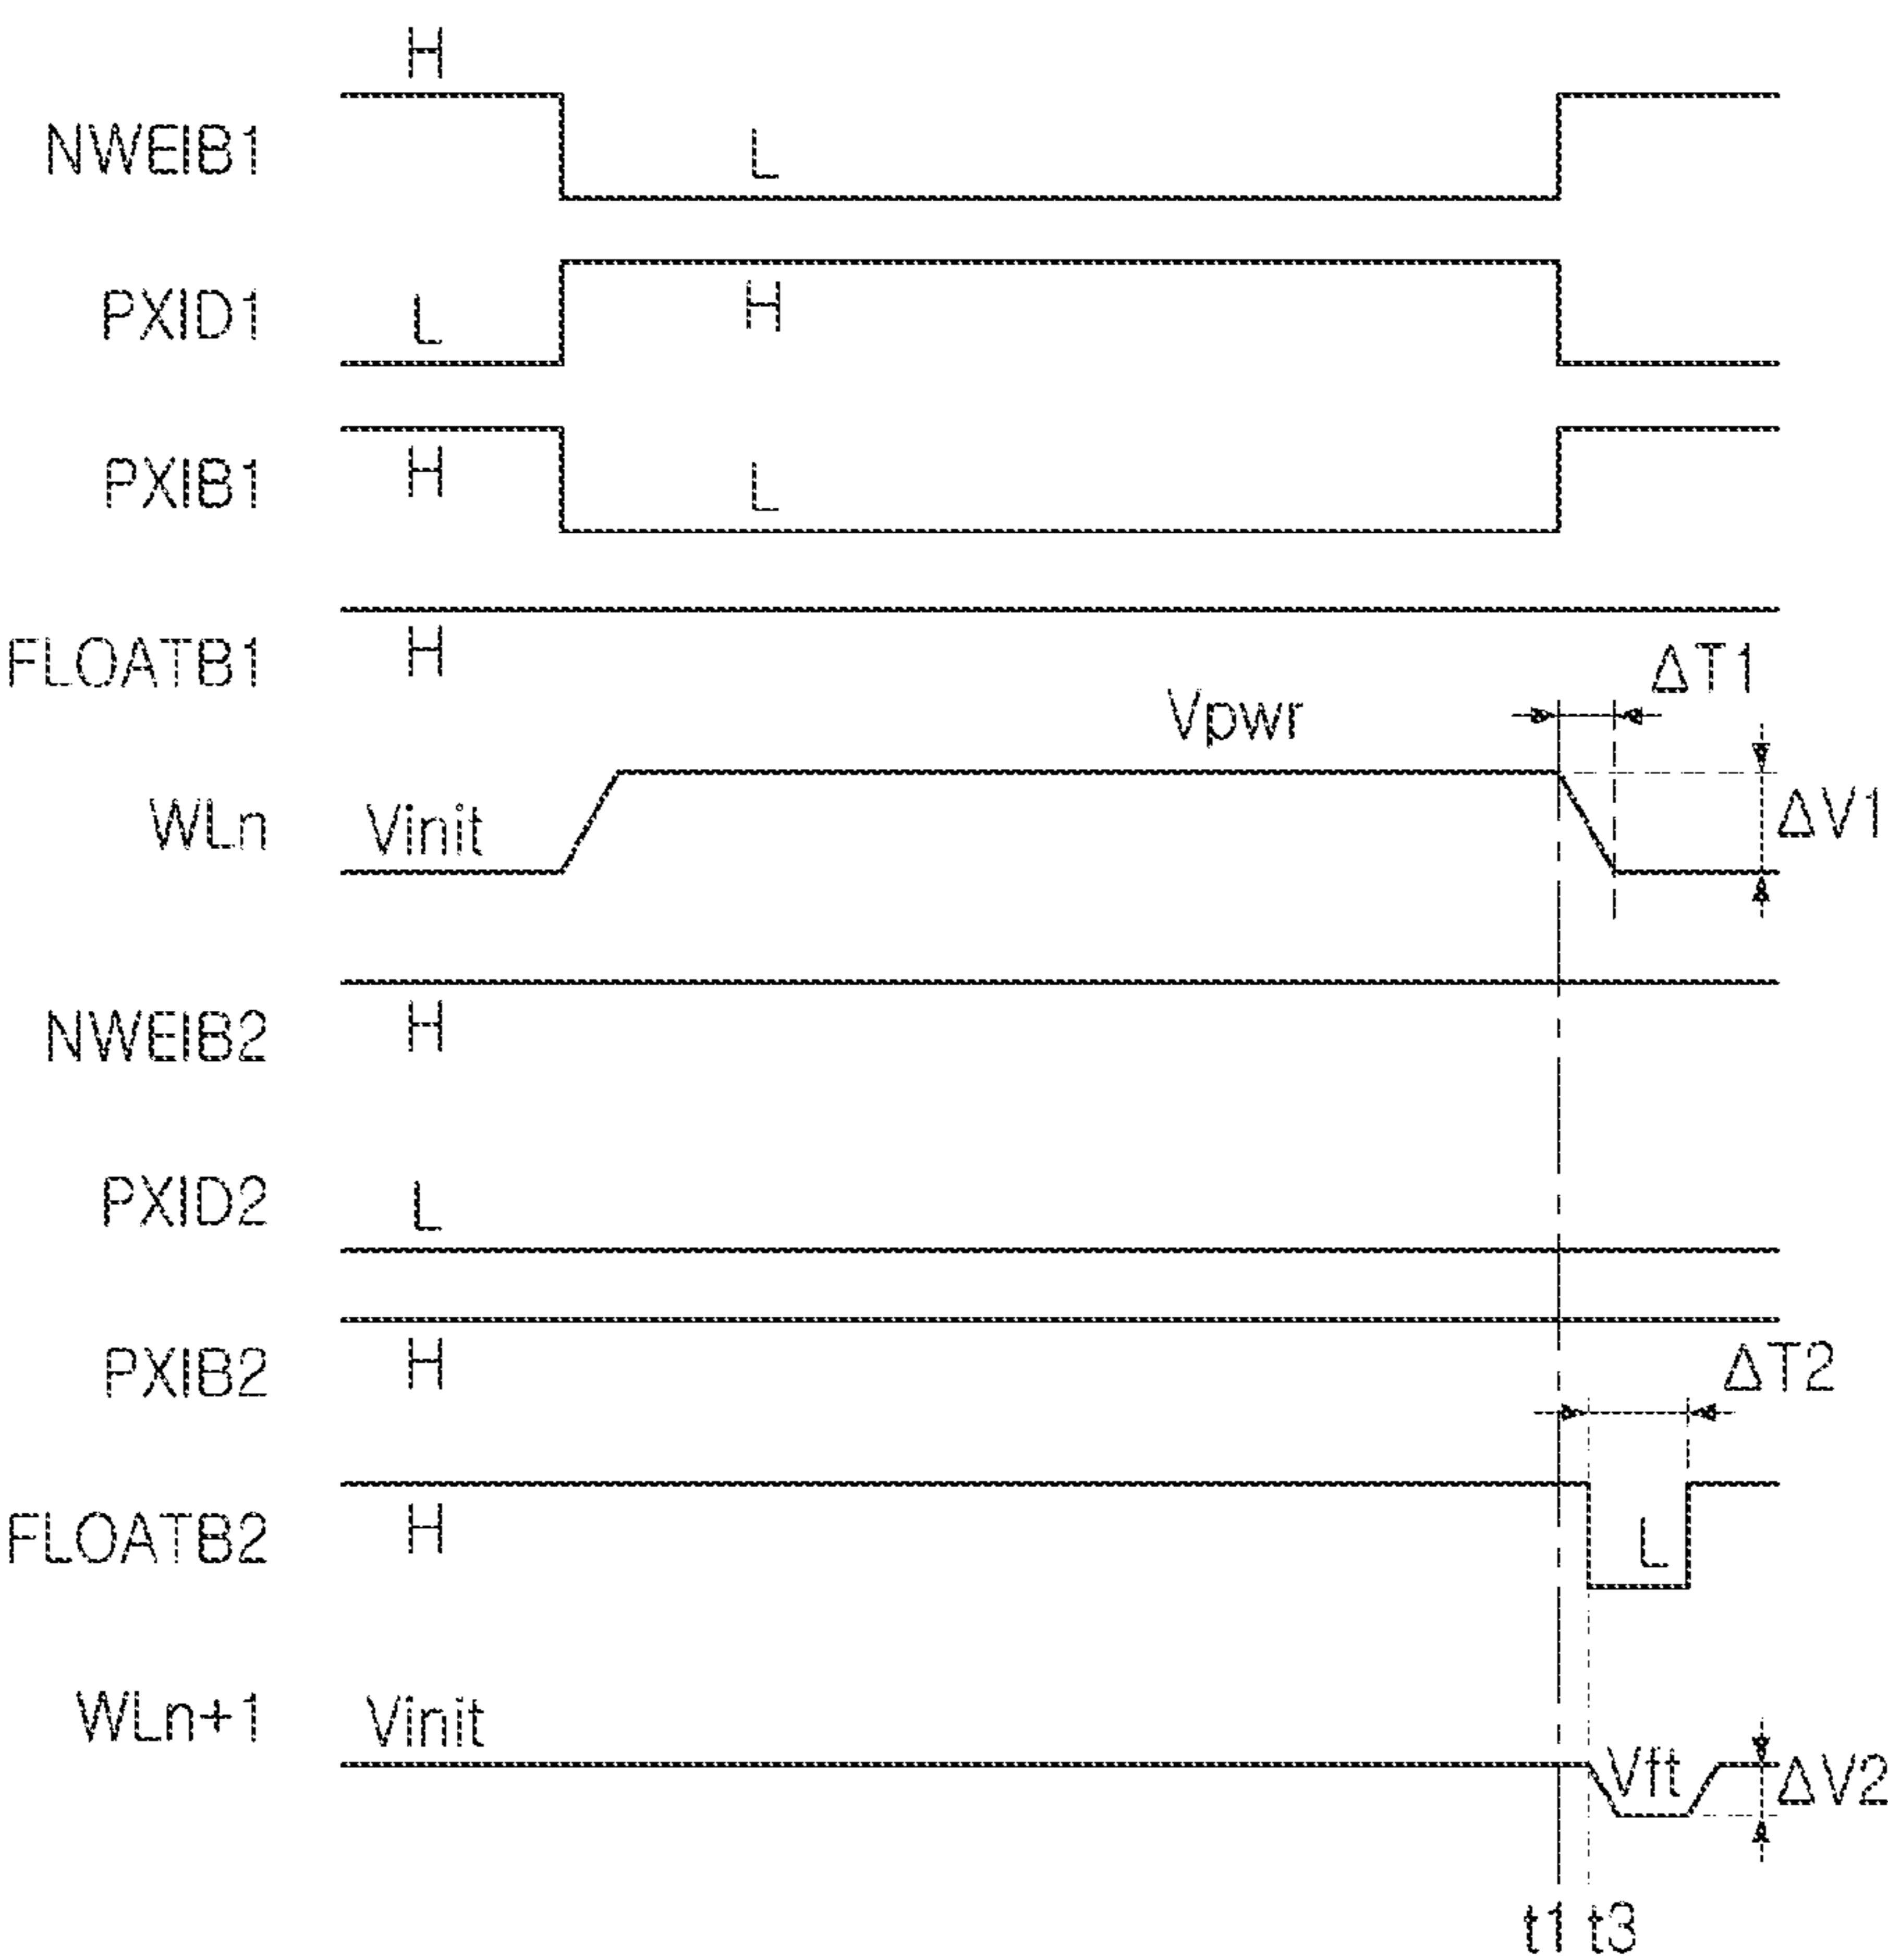 H
NWEIB1 L
PXID1 L H
PXIB1 H L
FLOATB1 H
ΔT1
Vpwr
WLn Vinit ΔV1
NWEIB2 H
PXID2 L
PXIB2 H
ΔT2
FLOATB2 H L
WLn+1 Vinit
Vft ΔV2
t1 t3